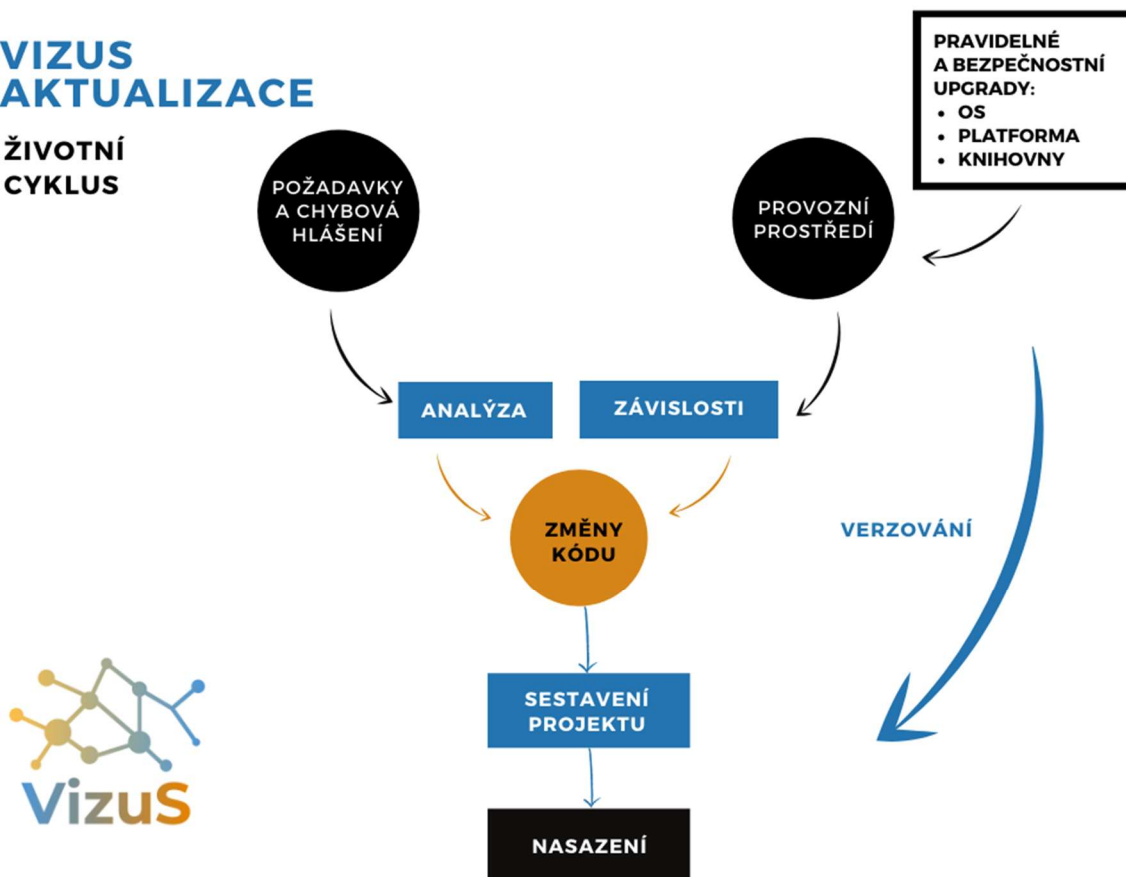 VIZUS
AKTUALIZACE
ŽIVOTNÍ
CYKLUS
PRAVIDELNÉ
A BEZPEČNOSTNÍ
UPGRADY:
• OS
• PLATFORMA
• KNIHOVNY
POŽADAVKY
A CHYBOVÁ
HLÁŠENÍ
PROVOZNÍ
PROSTŘEDÍ
ANALÝZA
ZÁVISLOSTI
ZMĚNY
KÓDU
VERZOVÁNÍ
SESTAVENÍ
PROJEKTU
NASAZENÍ
VizuS